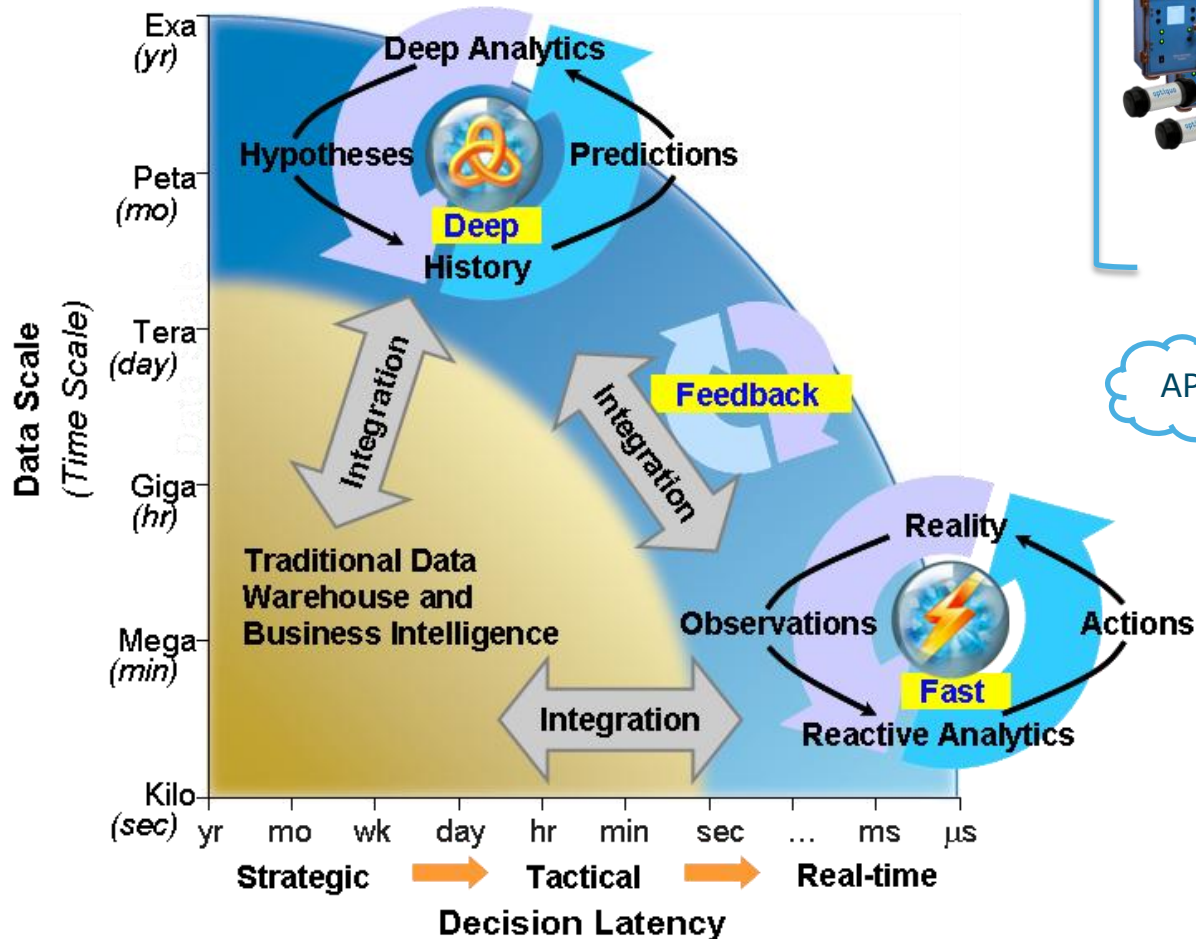 Exa
(yr)
Deep Analytics
Hypotheses
Predictions
Peta
(mo)
Deep
History
Tera
(day)
Data Scale
(Time Scale)
Integration
Integration
Feedback
AP
Giga
(hr)
Reality
Traditional Data
Warehouse and
Business Intelligence
Observations
Actions
Mega
(min)
Fast
Integration
Reactive Analytics
Kilo
(sec)
yr mo wk day hr min sec ... ms μs
Strategic Tactical Real-time
Decision Latency